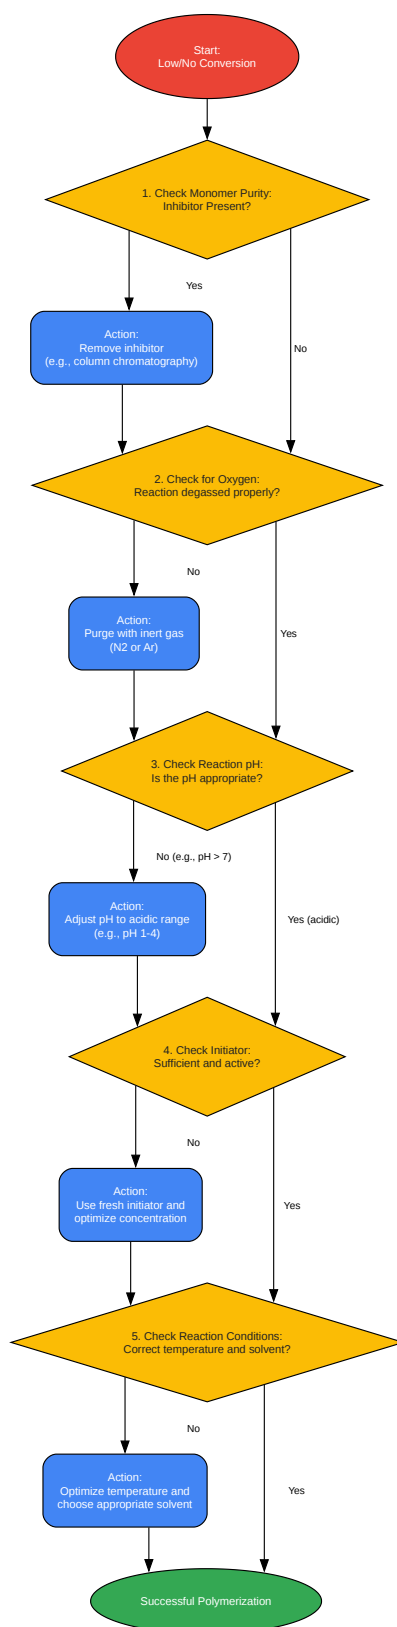 Start:
Low/No Conversion
1. Check Monomer Purity:
Inhibitor Present?
Yes
Action:
Remove inhibitor
(e.g., column chromatography)
No
2. Check for Oxygen:
Reaction degassed properly?
No
Action:
Purge with inert gas
(N2 or Ar)
Yes
3. Check Reaction pH:
Is the pH appropriate?
No (e.g., pH > 7)
Action:
Adjust pH to acidic range
(e.g., pH 1-4)
Yes (acidic)
4. Check Initiator:
Sufficient and active?
No
Action:
Use fresh initiator and
optimize concentration
Yes
5. Check Reaction Conditions:
Correct temperature and solvent?
No
Action:
Optimize temperature and
choose appropriate solvent
Yes
Successful Polymerization